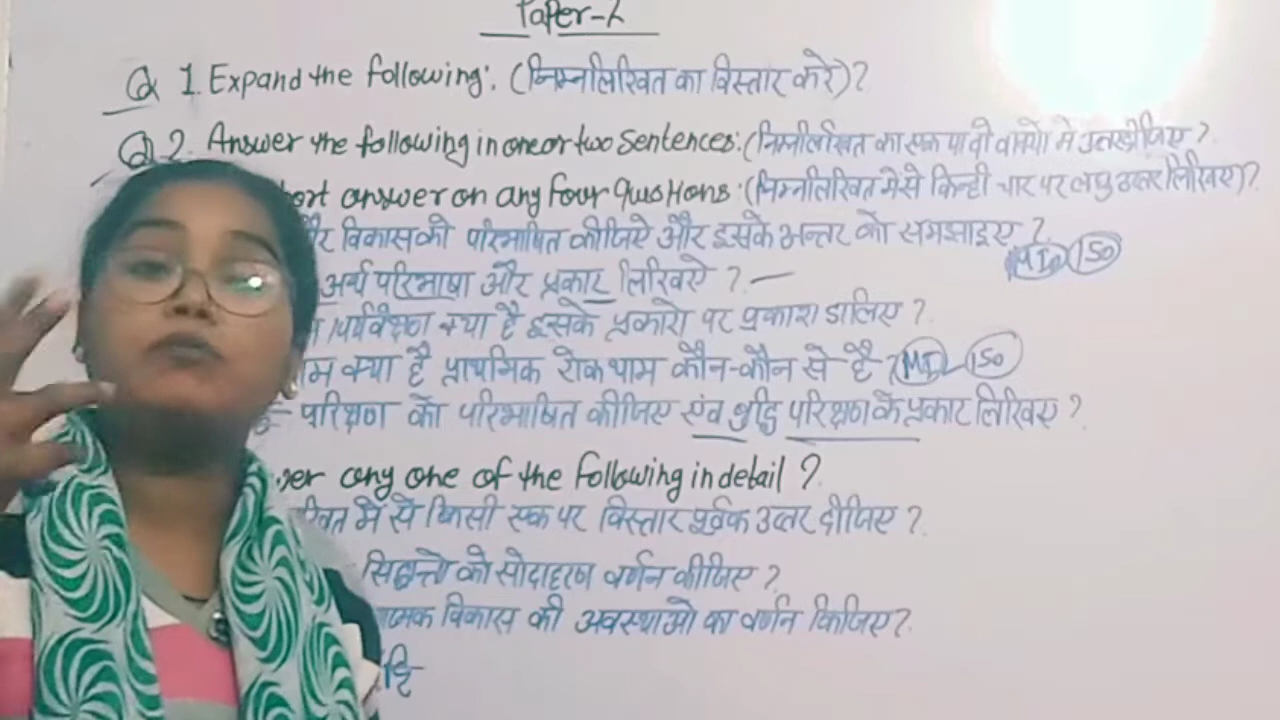 Paper-2
Q 1. Expand the following: (निम्नलिखित का विस्तार करे)?
Q 2. Answer the following in one or two Sentences: (निम्नलिखित का एक या दो वाक्यो मे उत्तर दीजिए ?
ort answer on any four Questions: (निम्नलिखित मे से किन्ही चार पर लघु उत्तर लिखिए)?
विकास को परिभाषित कीजिऐ और इसके अन्तर को समझाइए ?
150
अर्थ परिभाषा और प्रकार लिखिऐ ? —
पर्यवेक्षण क्या है इसके प्रकारो पर प्रकाश डालिए ?
क्या है प्राथमिक रोकथाम कौन-कौन से है ? 150
परिक्षण को परिभाषित कीजिए एंव बुद्धि परिक्षण के प्रकार लिखिए ?
er any one of the following in detail ?
मे से किसी एक पर विस्तार पूर्वक उत्तर दीजिए ?
को सोदाहरण वर्णन कीजिए ?
विकास की अवस्थाओ का वर्णन किजिए ?